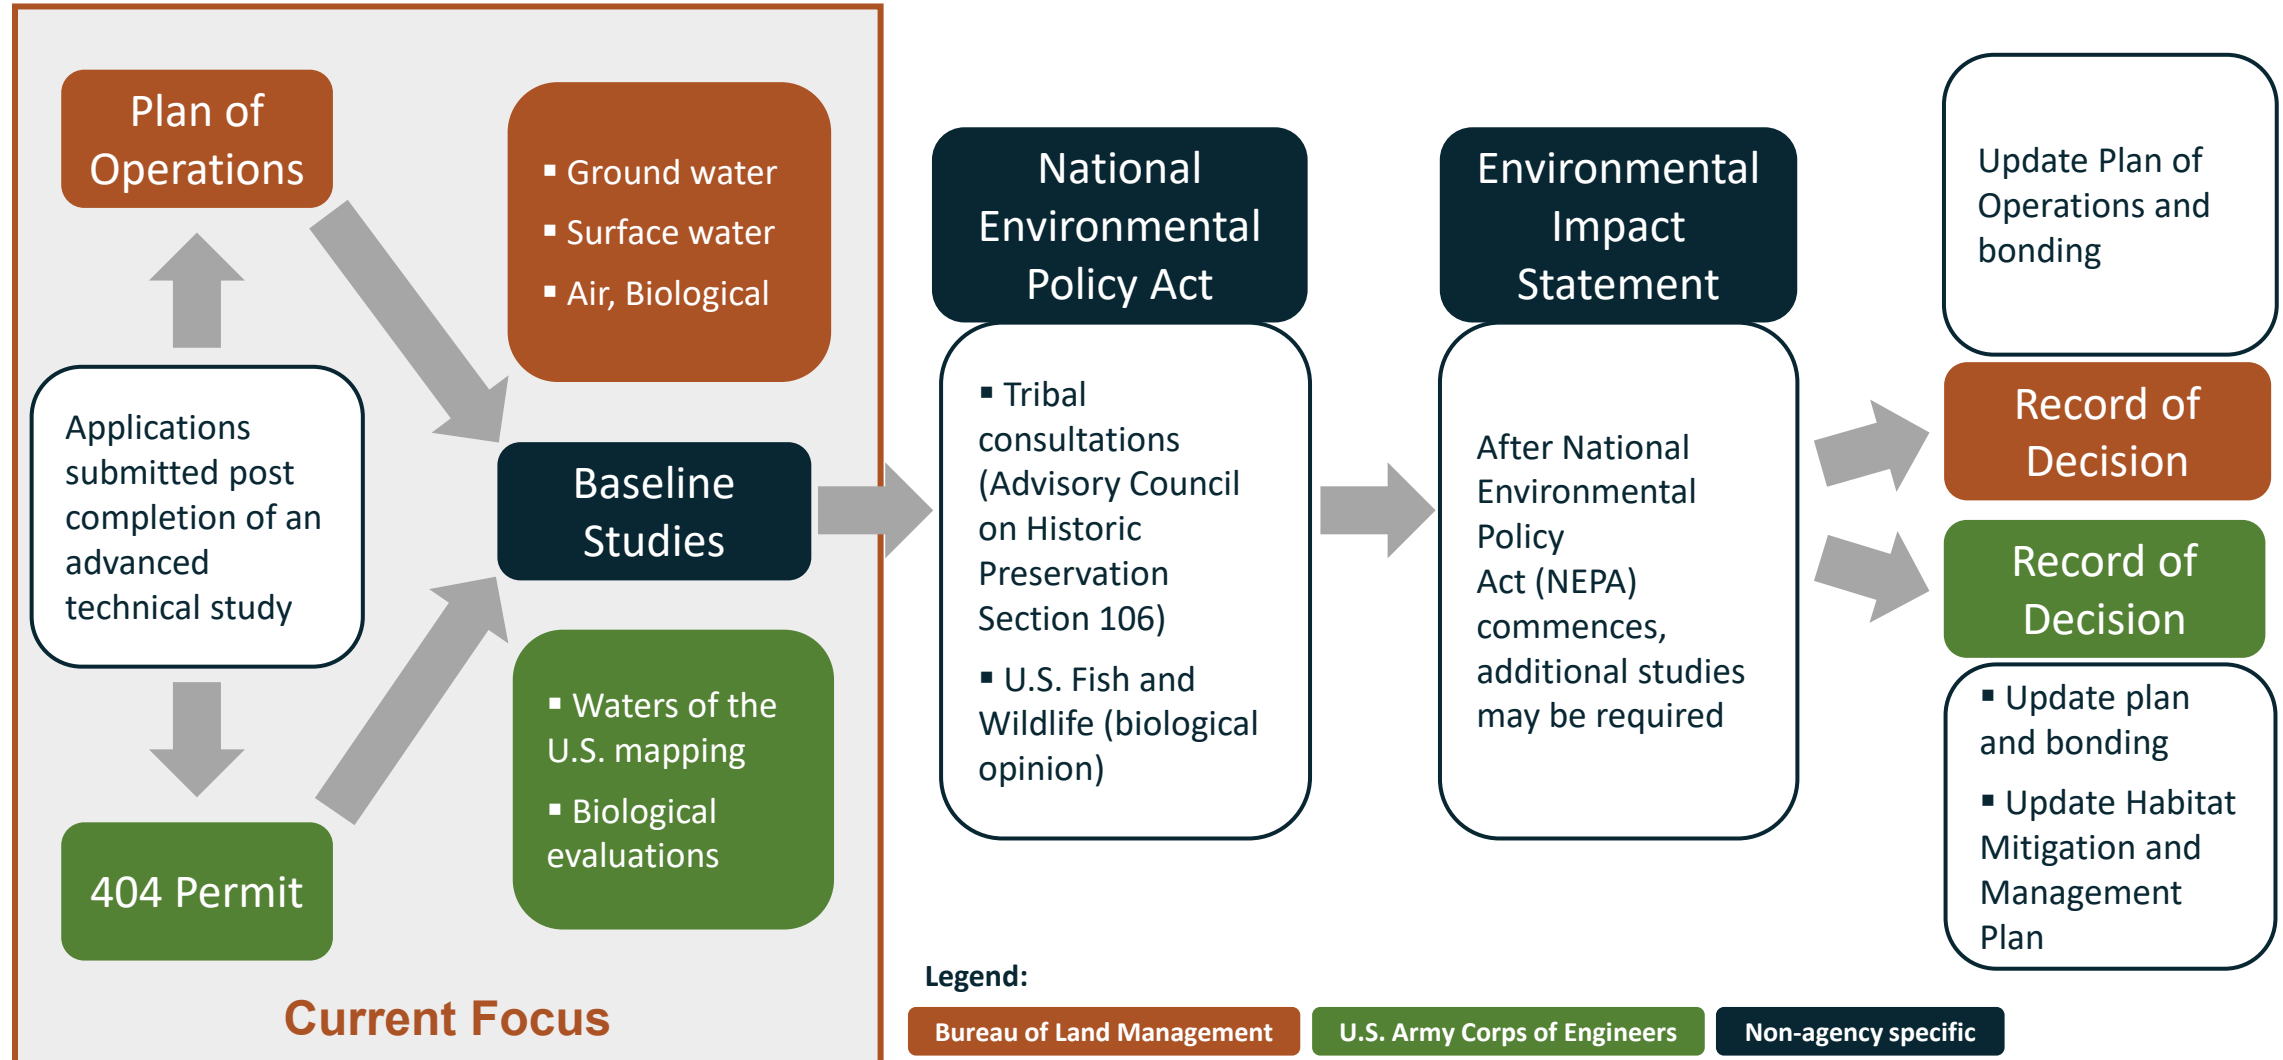 Plan of
Operations
Applications
submitted post
completion of an
advanced
technical study
404 Permit
▪ Ground water
▪ Surface water
▪ Air, Biological
Baseline
Studies
▪ Waters of the
U.S. mapping
▪ Biological
evaluations
Current Focus
National
Environmental
Policy Act
▪ Tribal
consultations
(Advisory Council
on Historic
Preservation
Section 106)
▪ U.S. Fish and
Wildlife (biological
opinion)
Environmental
Impact
Statement
After National
Environmental
Policy
Act (NEPA)
commences,
additional studies
may be required
Update Plan of
Operations and
bonding
Record of
Decision
Record of
Decision
▪ Update plan
and bonding
▪ Update Habitat
Mitigation and
Management
Plan
Legend:
Bureau of Land Management
U.S. Army Corps of Engineers
Non-agency specific